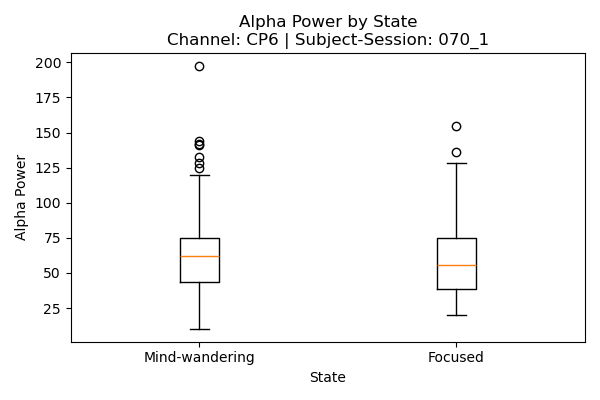 Alpha Power by State
Channel: CP6 | Subject-Session: 070_1
200
175
150
125
100
75
50
25
Alpha Power
Mind-wandering
Focused
State